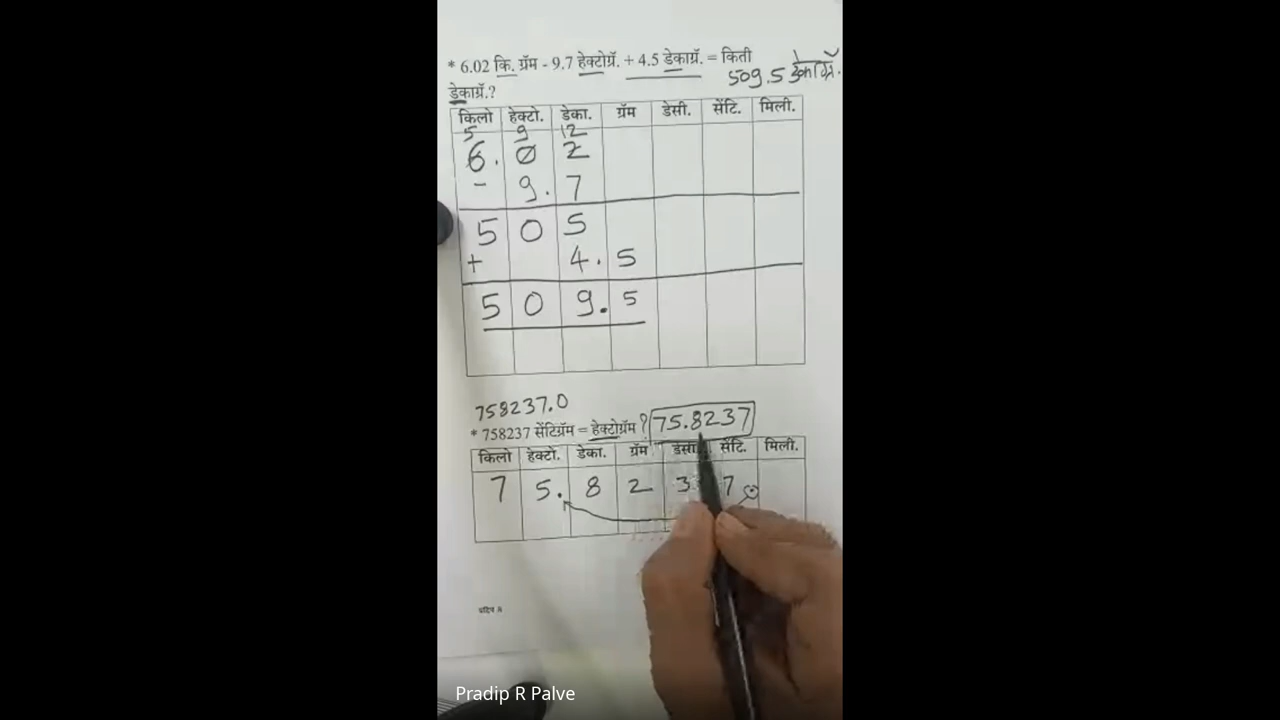 * 6.02 कि. ग्रॅम - 9.7 हेक्टोग्रॅ. + 4.5 डेकाग्रॅ. = किती
509.5 डेकाग्रॅ.
डेकाग्रॅ.?
किलो हेक्टो. डेका. ग्रॅम डेसी. सेंटि. मिली.
5 9 12
6. 0 2
- 9. 7
5 0 5
+ 4. 5
5 0 9. 5
758237.0
* 758237 सेंटिग्रॅम = हेक्टोग्रॅम ? 75.8237
किलो हेक्टो. डेका. ग्रॅम डेसी. सेंटि. मिली.
7 5. 8 2 3 7
Pradip R Palve